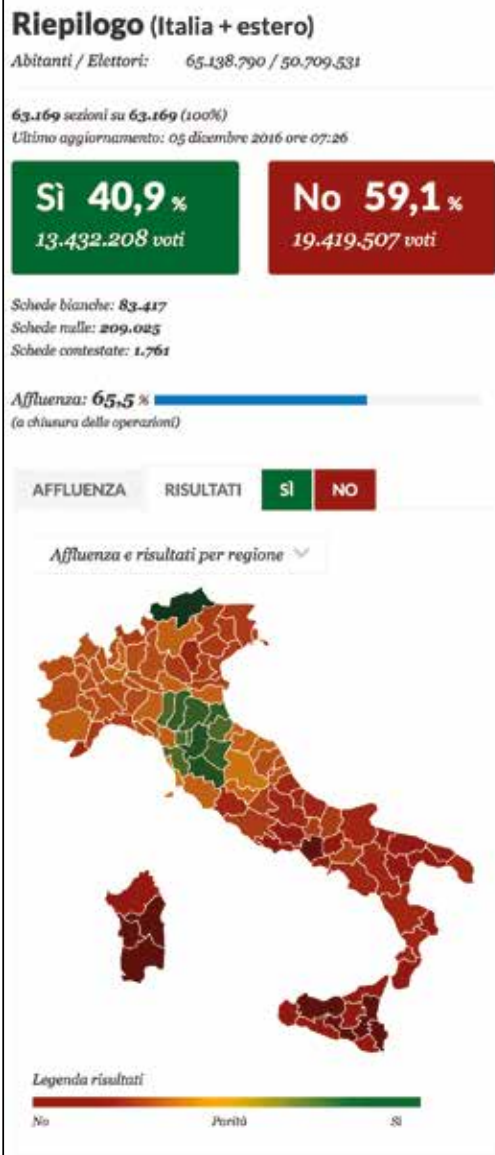 Riepilogo (Italia + estero)
Abitanti / Elettori: 65.138.790 / 50.709.531
63.169 sezioni su 63.169 (100%)
Ultimo aggiornamento: 05 dicembre 2016 ore 07:26
Sì 40,9 % No 59,1 %
13.432.208 voti 19.419.507 voti
Schede bianche: 83.417
Schede nulle: 209.025
Schede contestate: 1.761
Affluenza: 65,5 %
(a chiusura delle operazioni)
AFFLUENZA RISULTATI SÌ NO
Affluenza e risultati per regione
Legenda risultati
No Parità Sì